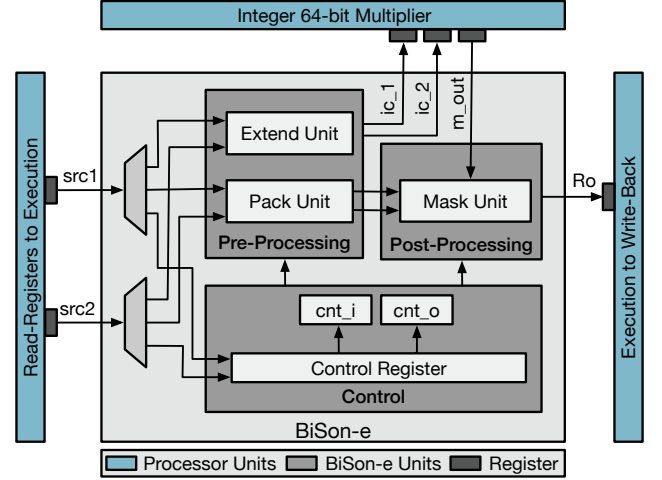 Integer 64-bit Multiplier
Read-Registers to Execution
src1
src2
ic_1
ic_2
m_out
Extend Unit
Pack Unit
Pre-Processing
Mask Unit
Post-Processing
Ro
Execution to Write-Back
cnt_i
cnt_o
Control Register
Control
BiSon-e
Processor Units
BiSon-e Units
Register